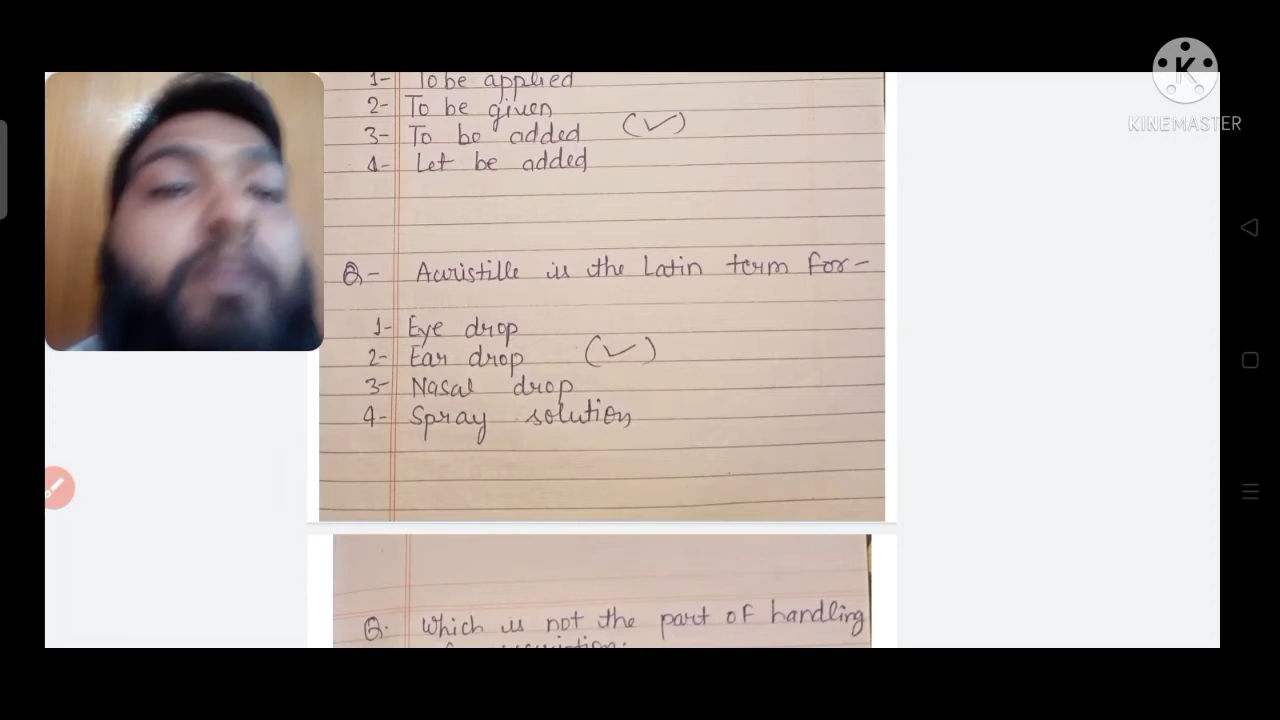 1- To be applied
2- To be given
3- To be added (✓)
4- Let be added
Q- Auristille is the Latin term for-
1- Eye drop
2- Ear drop (✓)
3- Nasal drop
4- Spray solution
Q. Which is not the part of handling
KINEMASTER